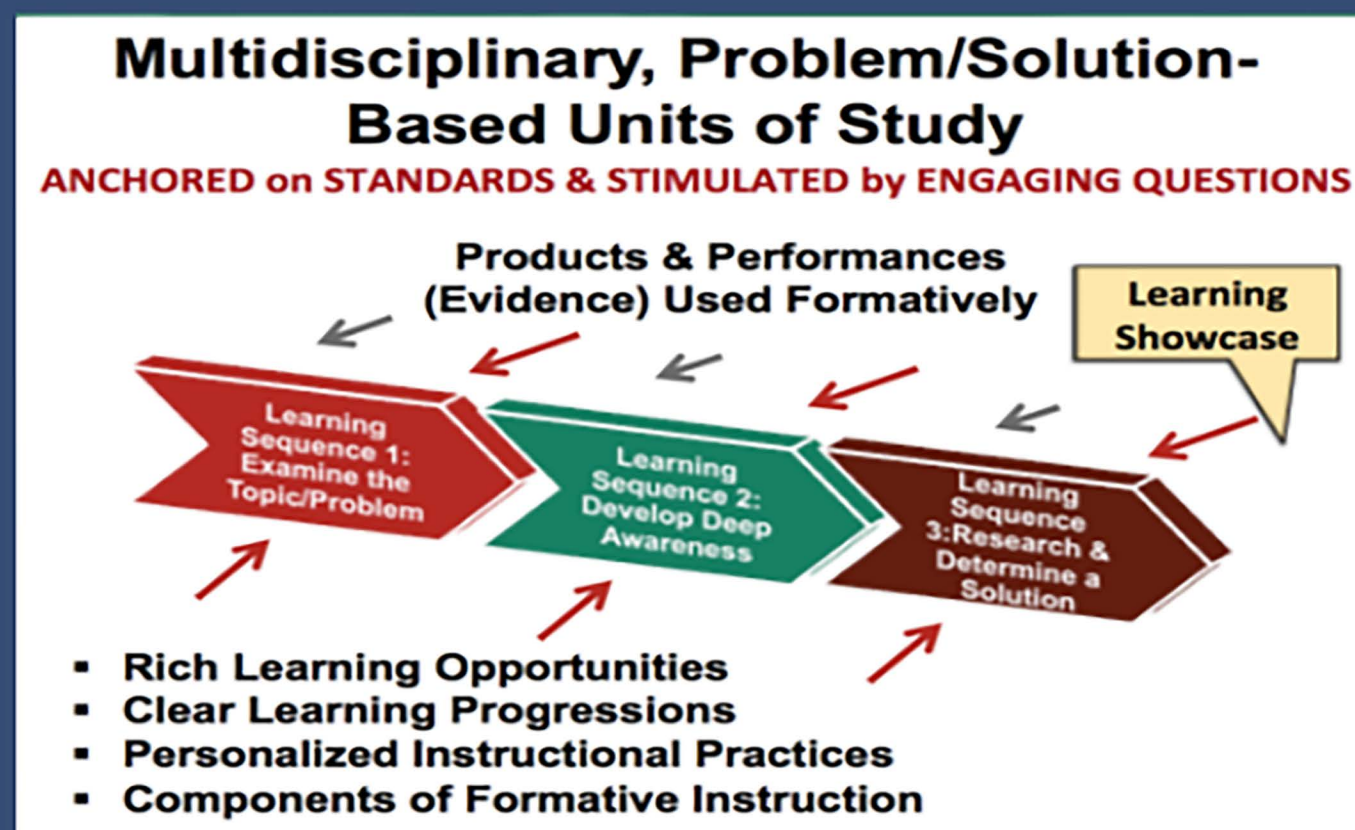 Multidisciplinary, Problem/Solution-
Based Units of Study
ANCHORED on STANDARDS & STIMULATED by ENGAGING QUESTIONS
Products & Performances
(Evidence) Used Formatively
Learning
Showcase
Learning
Sequence 1:
Examine the
Topic/Problem
Learning
Sequence 2:
Develop Deep
Awareness
Learning
Sequence
3:Research &
Determine a
Solution
▪ Rich Learning Opportunities
▪ Clear Learning Progressions
▪ Personalized Instructional Practices
▪ Components of Formative Instruction